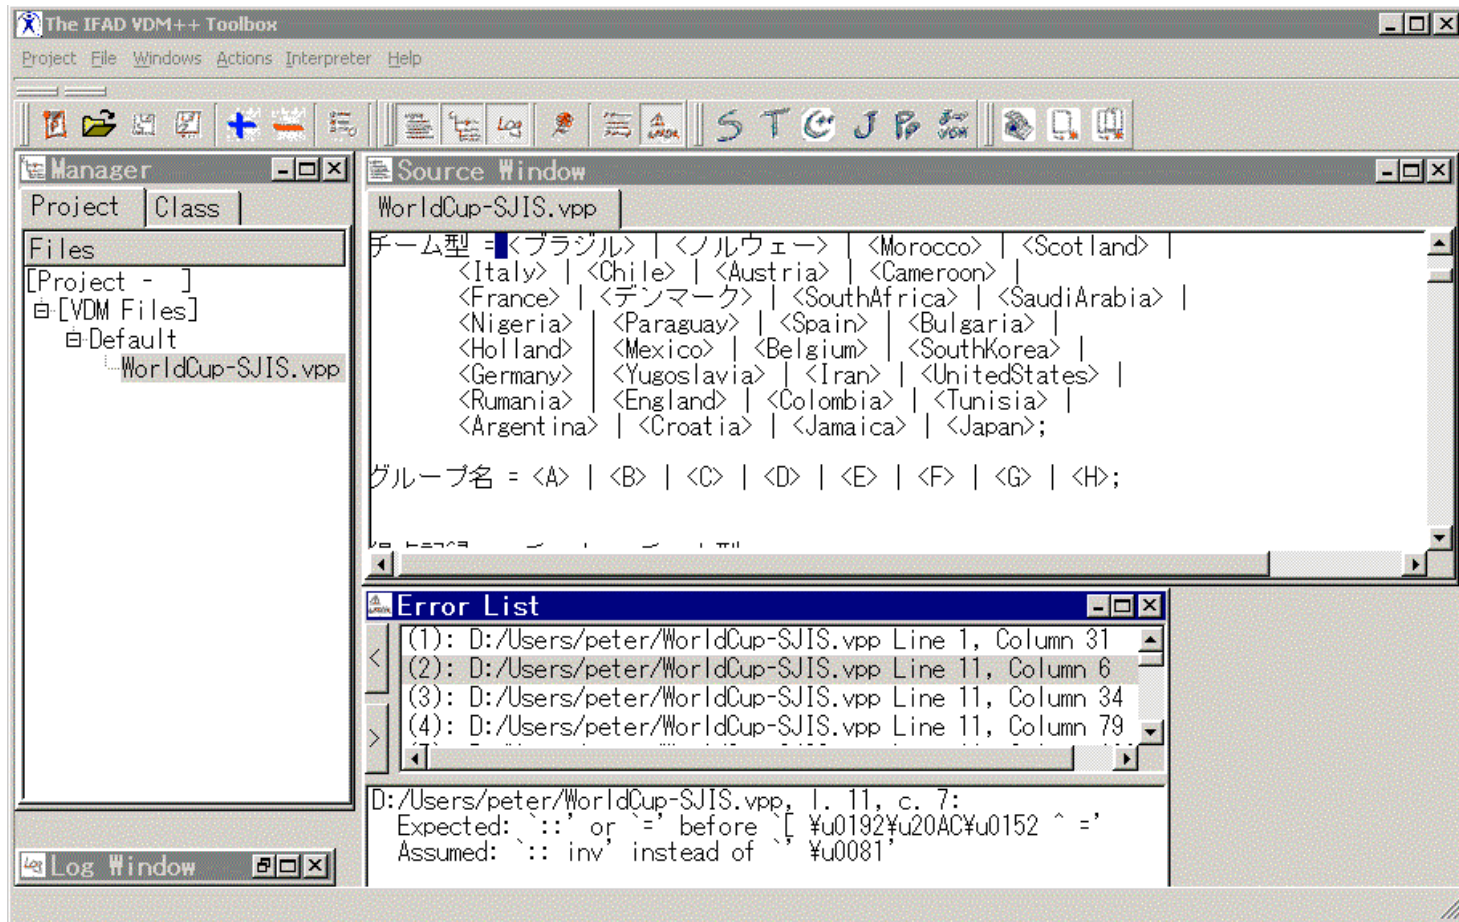 The IFAD VDM++ Toolbox
Project File Windows Actions Interpreter Help
Log S T C++ J Pp
Manager
Project Class
Files
[Project - ]
[VDM Files]
Default
WorldCup-SJIS.vpp
Source Window
WorldCup-SJIS.vpp
チーム型 = <ブラジル> | <ノルウェー> | <Morocco> | <Scotland> |
<Italy> | <Chile> | <Austria> | <Cameroon> |
<France> | <デンマーク> | <SouthAfrica> | <SaudiArabia> |
<Nigeria> | <Paraguay> | <Spain> | <Bulgaria> |
<Holland> | <Mexico> | <Belgium> | <SouthKorea> |
<Germany> | <Yugoslavia> | <Iran> | <UnitedStates> |
<Rumania> | <England> | <Colombia> | <Tunisia> |
<Argentina> | <Croatia> | <Jamaica> | <Japan>;
グループ名 = <A> | <B> | <C> | <D> | <E> | <F> | <G> | <H>;
Error List
(1): D:/Users/peter/WorldCup-SJIS.vpp Line 1, Column 31
(2): D:/Users/peter/WorldCup-SJIS.vpp Line 11, Column 6
(3): D:/Users/peter/WorldCup-SJIS.vpp Line 11, Column 34
(4): D:/Users/peter/WorldCup-SJIS.vpp Line 11, Column 79
D:/Users/peter/WorldCup-SJIS.vpp, l. 11, c. 7:
Expected: `::' or `=' before `[ ¥u0192¥u20AC¥u0152 ^ ='
Assumed: `:: inv' instead of `' ¥u0081'
Log Window